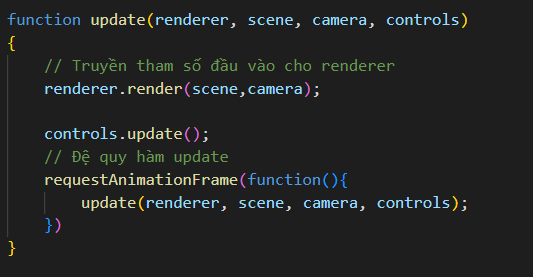 function update(renderer, scene, camera, controls)
{
    // Truyền tham số đầu vào cho renderer
    renderer.render(scene,camera);

    controls.update();
    // Đệ quy hàm update
    requestAnimationFrame(function(){
        update(renderer, scene, camera, controls);
    })
}